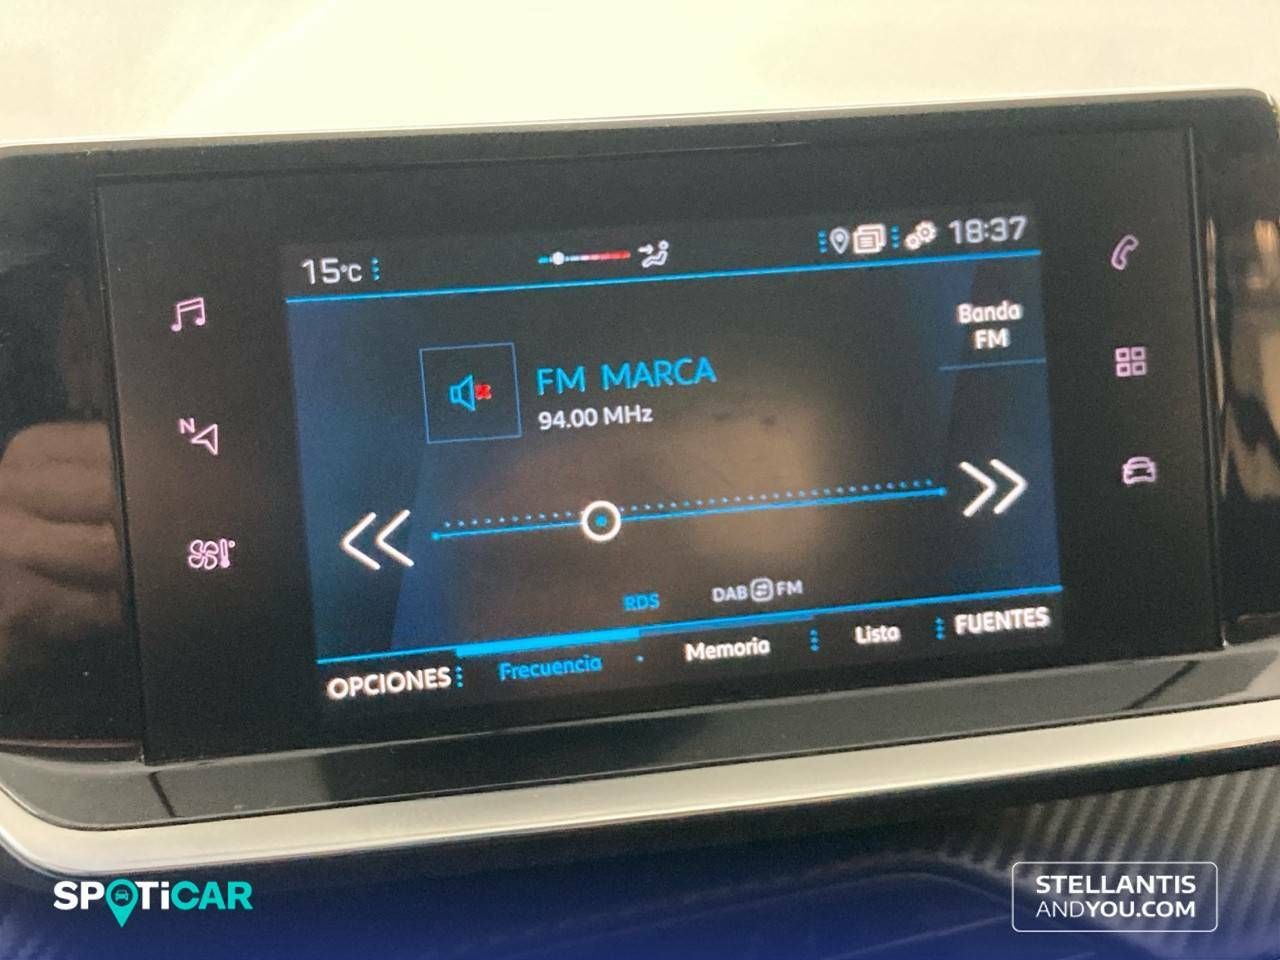 15°C
18:37
Banda
FM
FM MARCA
94.00 MHz
N
RDS
DAB FM
OPCIONES
Frecuencia
Memoria
Lista
FUENTES
SPOTiCAR
STELLANTIS
ANDYOU.COM